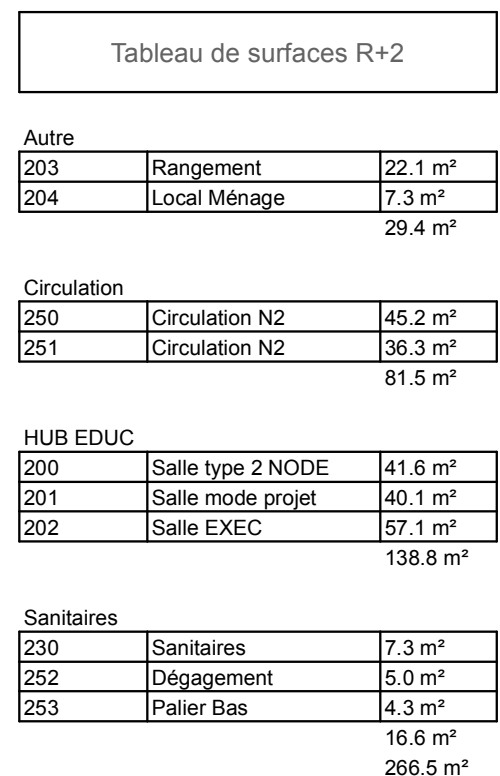 Tableau de surfaces R+2
Autre
203 Rangement 22.1 m²
204 Local Ménage 7.3 m²
29.4 m²
Circulation
250 Circulation N2 45.2 m²
251 Circulation N2 36.3 m²
81.5 m²
HUB EDUC
200 Salle type 2 NODE 41.6 m²
201 Salle mode projet 40.1 m²
202 Salle EXEC 57.1 m²
138.8 m²
Sanitaires
230 Sanitaires 7.3 m²
252 Dégagement 5.0 m²
253 Palier Bas 4.3 m²
16.6 m²
266.5 m²